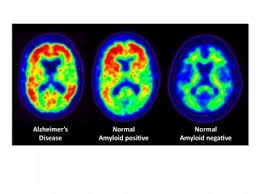 Alzheimer's
Disease
Normal
Amyloid positive
Normal
Amyloid negative